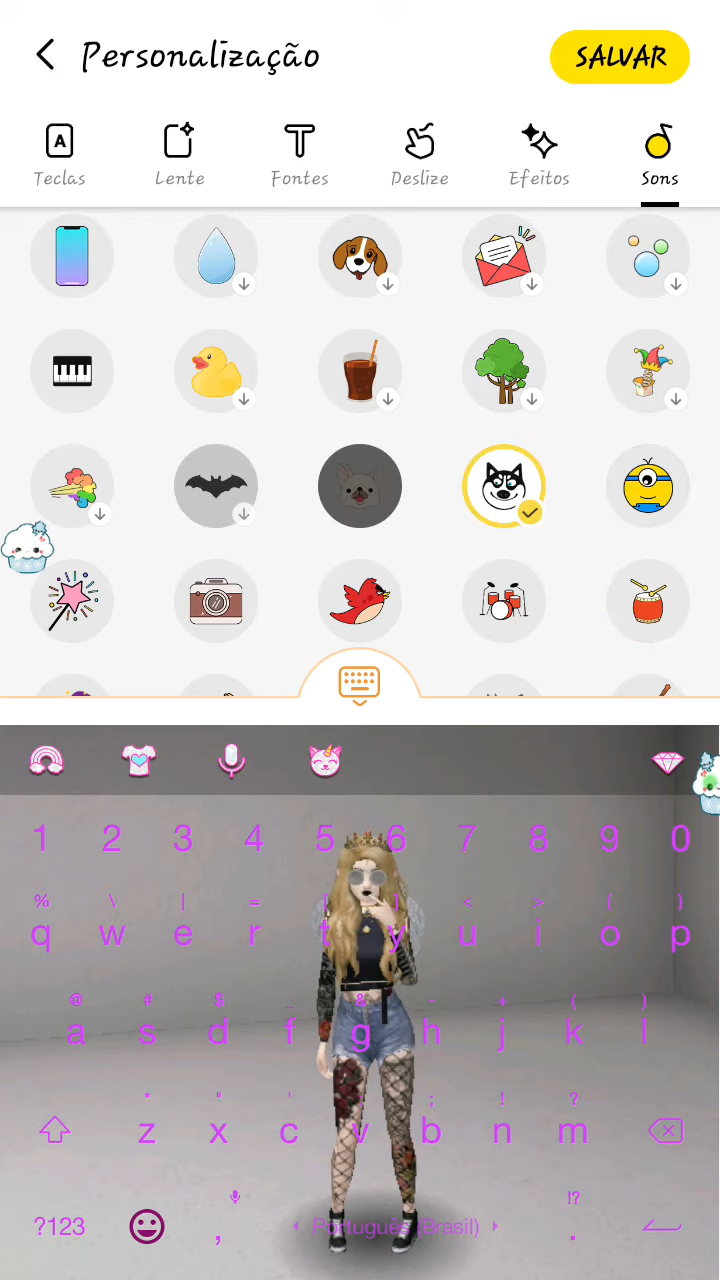 Personalização
SALVAR
A
Teclas
Lente
Fontes
Deslize
Efeitos
Sons
1 2 3 4 5 6 7 8 9 0
% \ | = [ ] < > { }
q w e r t y u i o p
@ # $ _ & - + ( )
a s d f g h j k l
* " ' : ; ! ?
z x c v b n m
!?
?123
,
Português (Brasil)
.